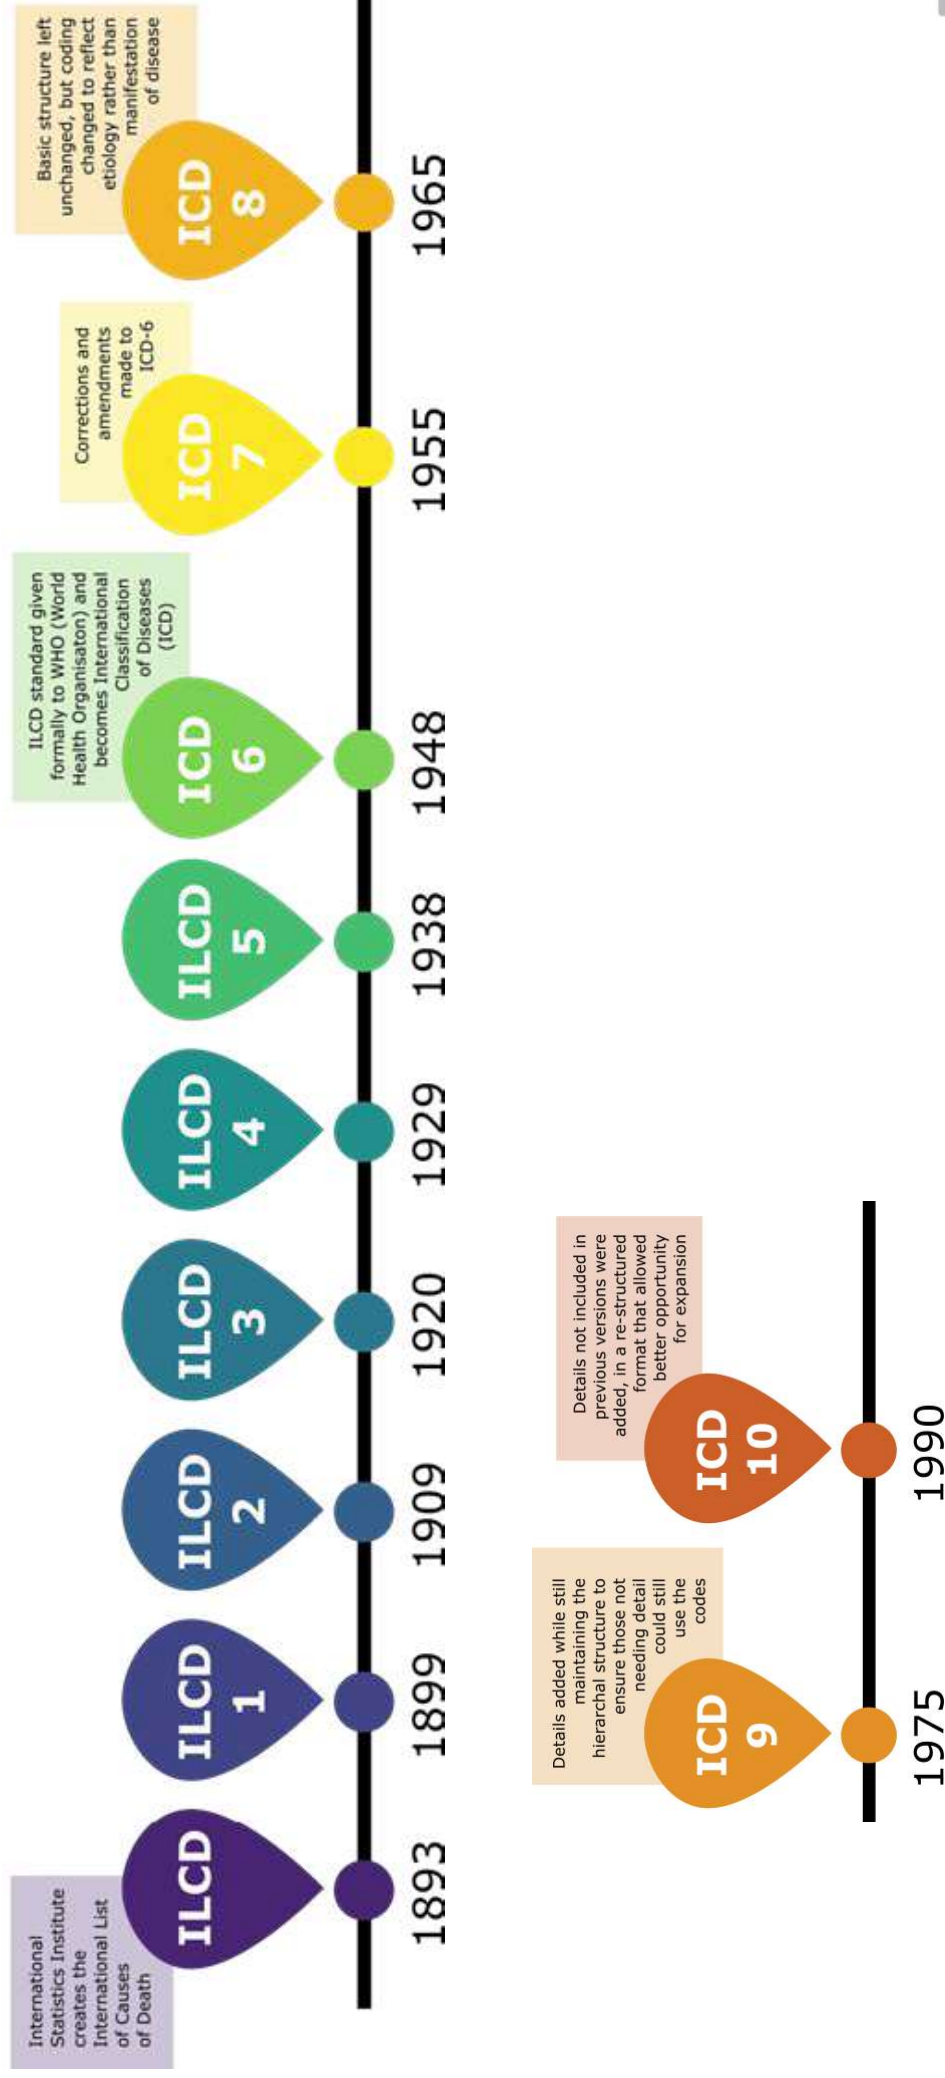 International
Statistics Institute
creates the
International List
of Causes
of Death
ILCD
1893
ILCD
1
1899
ILCD
2
1909
ILCD
3
1920
ILCD
4
1929
ILCD
5
1938
ILCD standard given
formally to WHO (World
Health Organisaton) and
becomes International
Classification
of Diseases
(ICD)
ICD
6
1948
Corrections and
amendments
made to
ICD-6
ICD
7
1955
Basic structure left
unchanged, but coding
changed to reflect
etiology rather than
manifestation
of disease
ICD
8
1965
Details added while still
maintaining the
hierarchal structure to
ensure those not
needing detail
could still
use the
codes
ICD
9
1975
Details not included in
previous versions were
added, in a re-structured
format that allowed
better opportunity
for expansion
ICD
10
1990